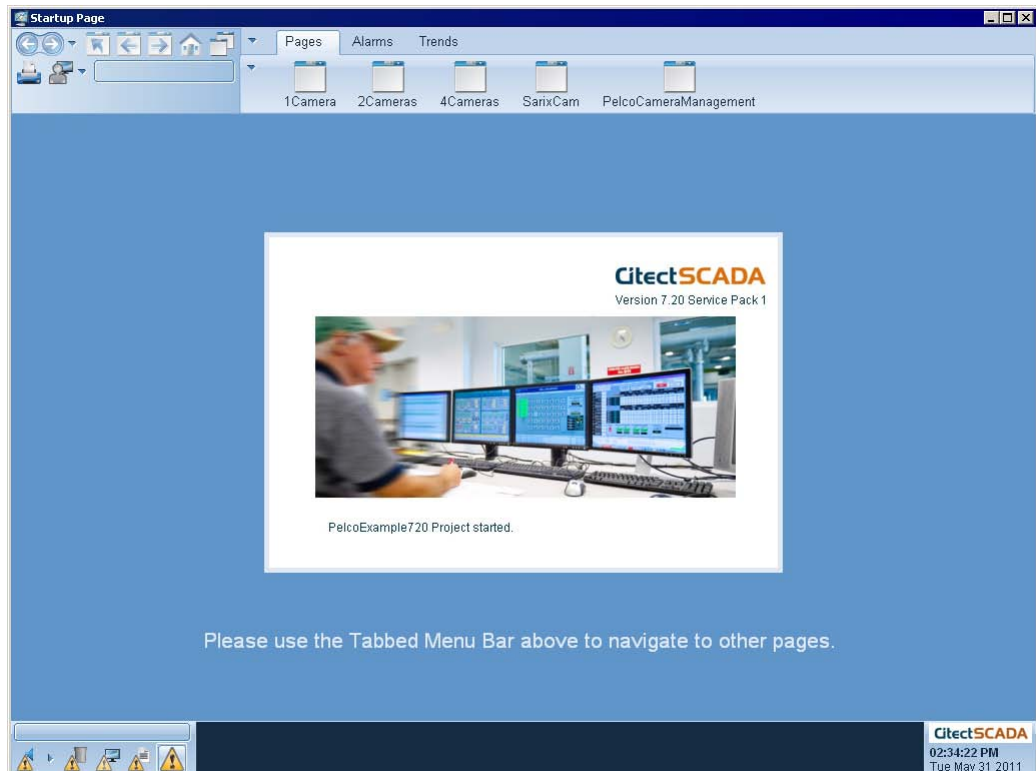 Startup Page
Pages Alarms Trends
1Camera 2Cameras 4Cameras SarixCam PelcoCameraManagement
CitectSCADA
Version 7.20 Service Pack 1
PelcoExample720 Project started.
Please use the Tabbed Menu Bar above to navigate to other pages.
CitectSCADA
02:34:22 PM
Tue May 31 2011